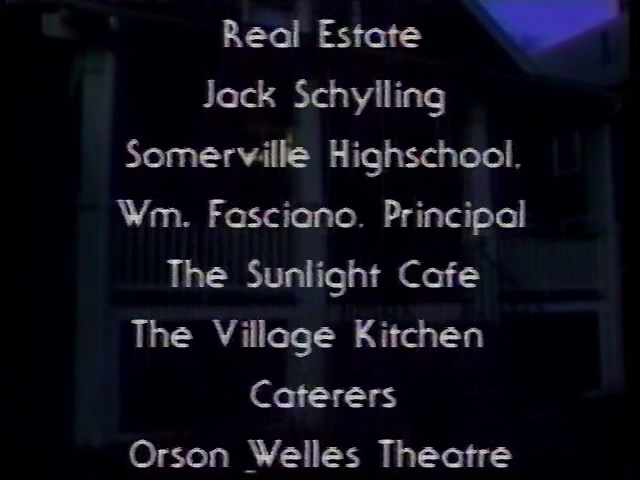 Real Estate
Jack Schylling
Somerville Highschool,
Wm. Fasciano, Principal
The Sunlight Cafe
The Village Kitchen
Caterers
Orson Welles Theatre